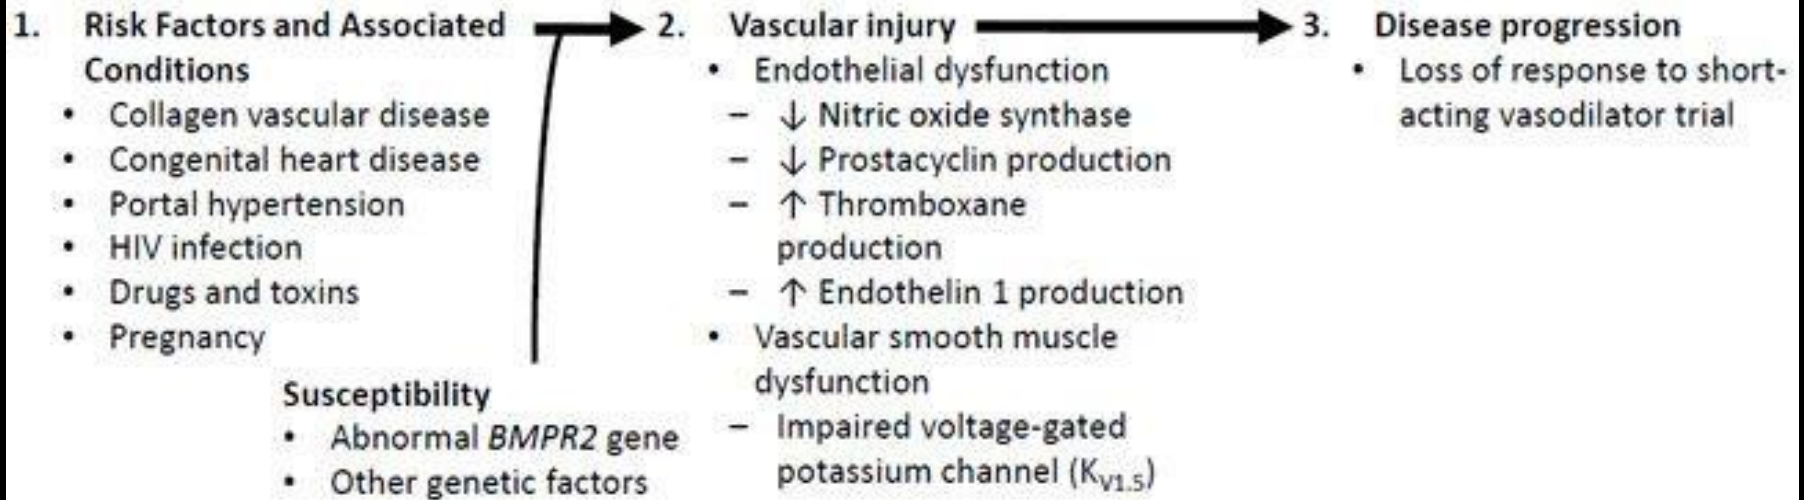 1. Risk Factors and Associated
Conditions
• Collagen vascular disease
• Congenital heart disease
• Portal hypertension
• HIV infection
• Drugs and toxins
• Pregnancy
Susceptibility
• Abnormal BMPR2 gene
• Other genetic factors
2. Vascular injury
• Endothelial dysfunction
– ↓ Nitric oxide synthase
– ↓ Prostacyclin production
– ↑ Thromboxane
production
– ↑ Endothelin 1 production
• Vascular smooth muscle
dysfunction
– Impaired voltage-gated
potassium channel (KV1.5)
3. Disease progression
• Loss of response to short-
acting vasodilator trial